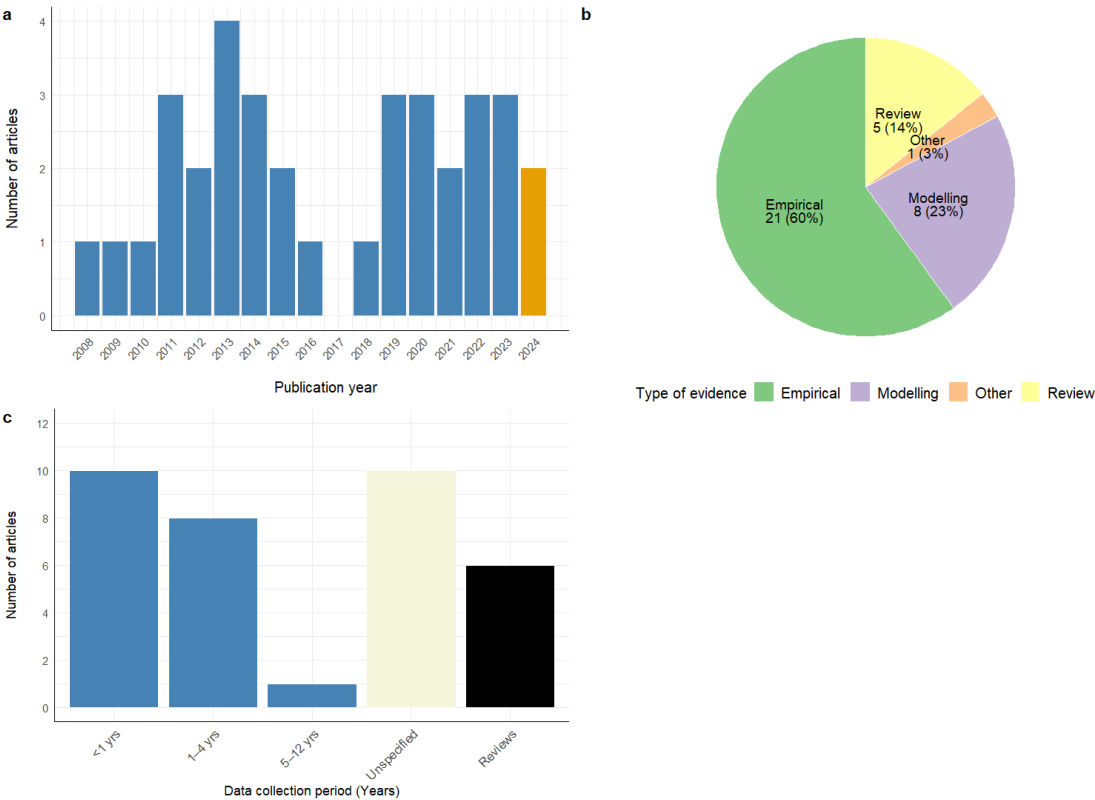 a
Number of articles
4
3
2
1
0
2008
2009
2010
2011
2012
2013
2014
2015
2016
2017
2018
2019
2020
2021
2022
2023
2024
Publication year
b
Review
5 (14%)
Other
1 (3%)
Modelling
8 (23%)
Empirical
21 (60%)
Type of evidence Empirical Modelling Other Review
c
Number of articles
12
10
8
6
4
2
0
<1 yrs
1–4 yrs
5–12 yrs
Unspecified
Reviews
Data collection period (Years)